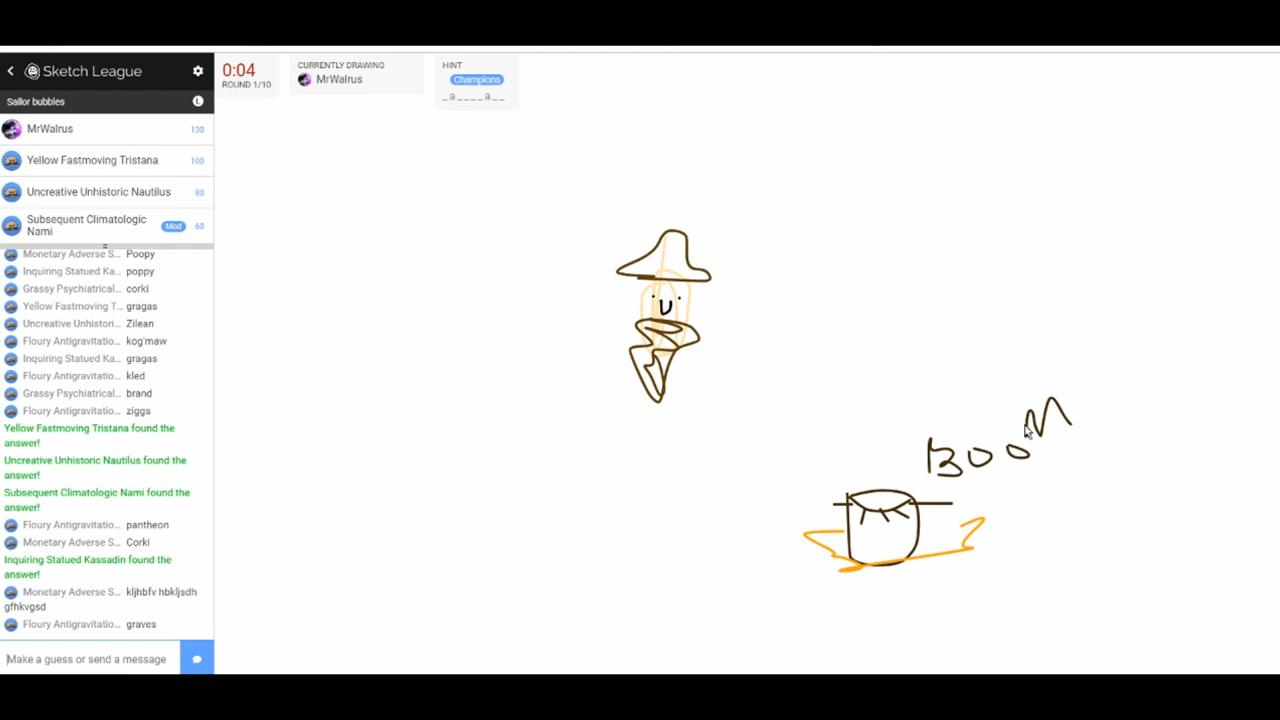 Sketch League
Sailor bubbles
L
MrWalrus 130
Yellow Fastmoving Tristana 100
Uncreative Unhistoric Nautilus 80
Subsequent Climatologic
Nami Mod 60
Monetary Adverse S... Poopy
Inquiring Statued Ka... poppy
Grassy Psychiatrical... corki
Yellow Fastmoving T... gragas
Uncreative Unhistori... Zilean
Floury Antigravitatio... kog'maw
Inquiring Statued Ka... gragas
Floury Antigravitatio... kled
Grassy Psychiatrical... brand
Floury Antigravitatio... ziggs
Yellow Fastmoving Tristana found the
answer!
Uncreative Unhistoric Nautilus found the
answer!
Subsequent Climatologic Nami found the
answer!
Floury Antigravitatio... pantheon
Monetary Adverse S... Corki
Inquiring Statued Kassadin found the
answer!
Monetary Adverse S... kljhbfv hbkljsdh
gfhkvgsd
Floury Antigravitatio... graves
Make a guess or send a message
0:04
ROUND 1/10
CURRENTLY DRAWING
MrWalrus
HINT
Champions
_a____a__
BOOM